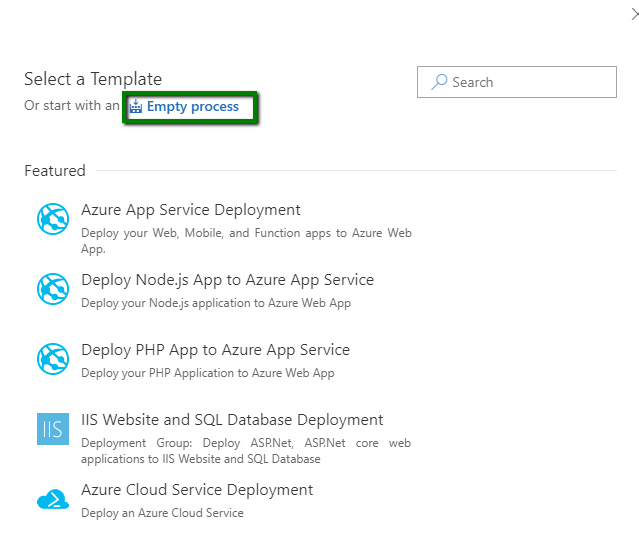 Select a Template
Search
Or start with an Empty process
Featured
Azure App Service Deployment
Deploy your Web, Mobile, and Function apps to Azure Web
App.
Deploy Node.js App to Azure App Service
Deploy your Node.js application to Azure Web App
Deploy PHP App to Azure App Service
Deploy your PHP Application to Azure Web App
IIS
IIS Website and SQL Database Deployment
Deployment Group: Deploy ASP.Net, ASP.Net core web
applications to IIS Website and SQL Database
Azure Cloud Service Deployment
Deploy an Azure Cloud Service